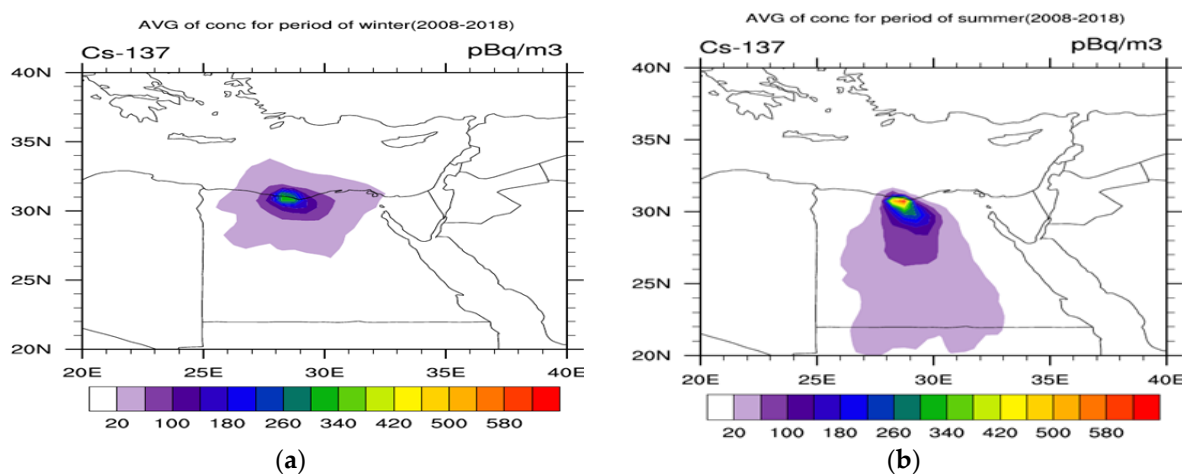 AVG of conc for period of winter(2008-2018)
Cs-137 pBq/m3
40N
35N
30N
25N
20N
20E 25E 30E 35E 40E
20 100 180 260 340 420 500 580
(a)
AVG of conc for period of summer(2008-2018)
Cs-137 pBq/m3
40N
35N
30N
25N
20N
20E 25E 30E 35E 40E
20 100 180 260 340 420 500 580
(b)